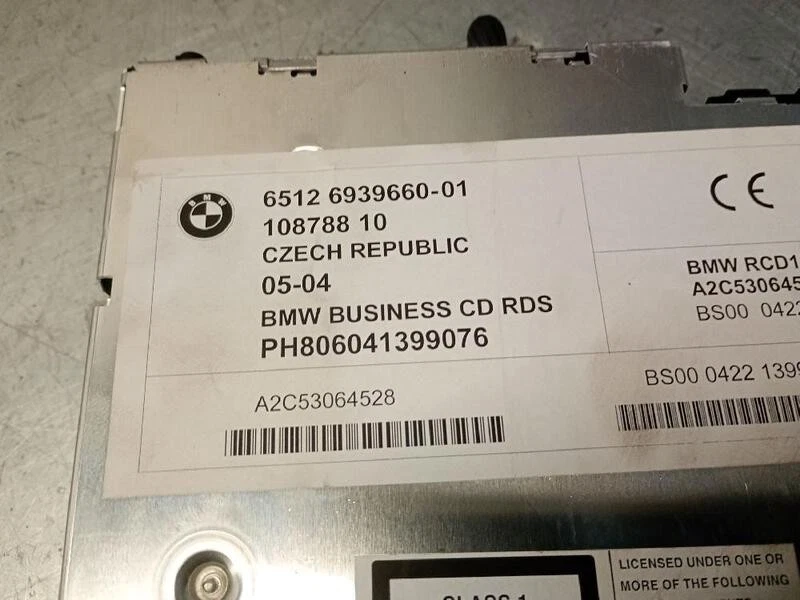 BMW
6512 6939660-01
108788 10
CZECH REPUBLIC
05-04
BMW BUSINESS CD RDS
PH806041399076
A2C53064528
CE
BMW RCD1
A2C530645
BS00 0422
BS00 0422 139
CLASS 1
LICENSED UNDER ONE OR
MORE OF THE FOLLOWING